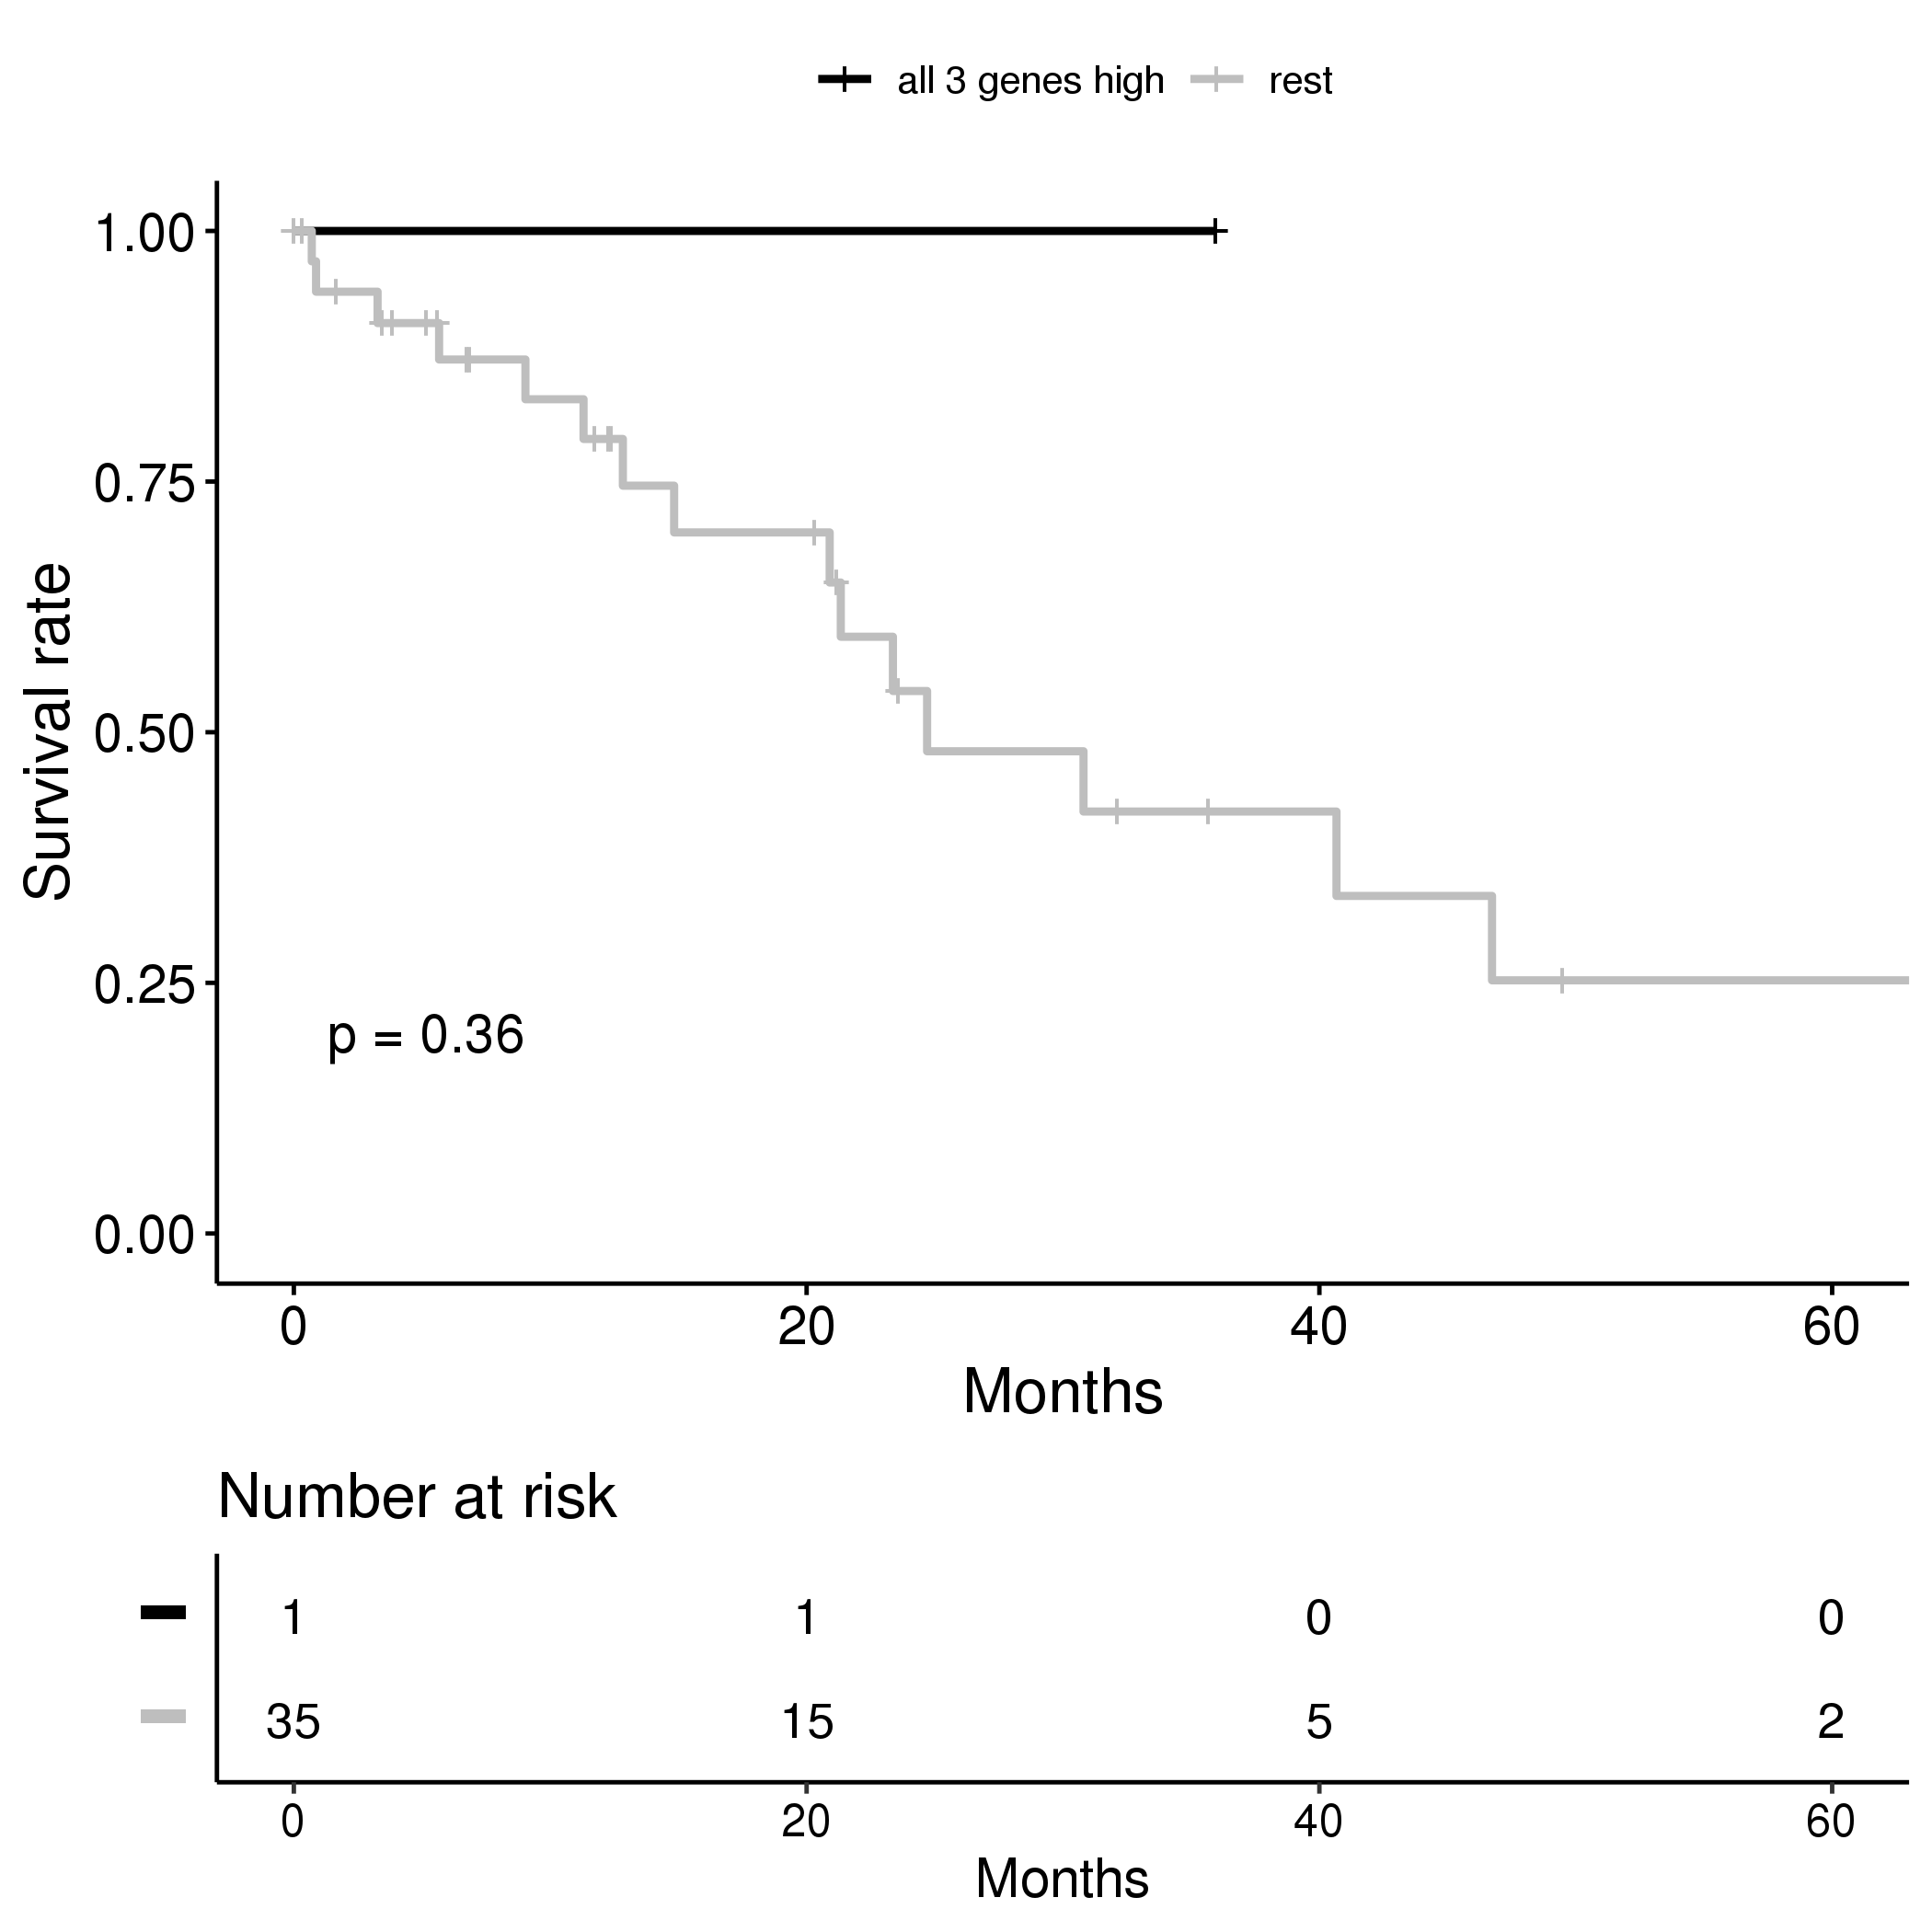 all 3 genes high rest
1.00
0.75
0.50
0.25
0.00
Survival rate
p = 0.36
0 20 40 60
Months
Number at risk
1 1 0 0
35 15 5 2
0 20 40 60
Months